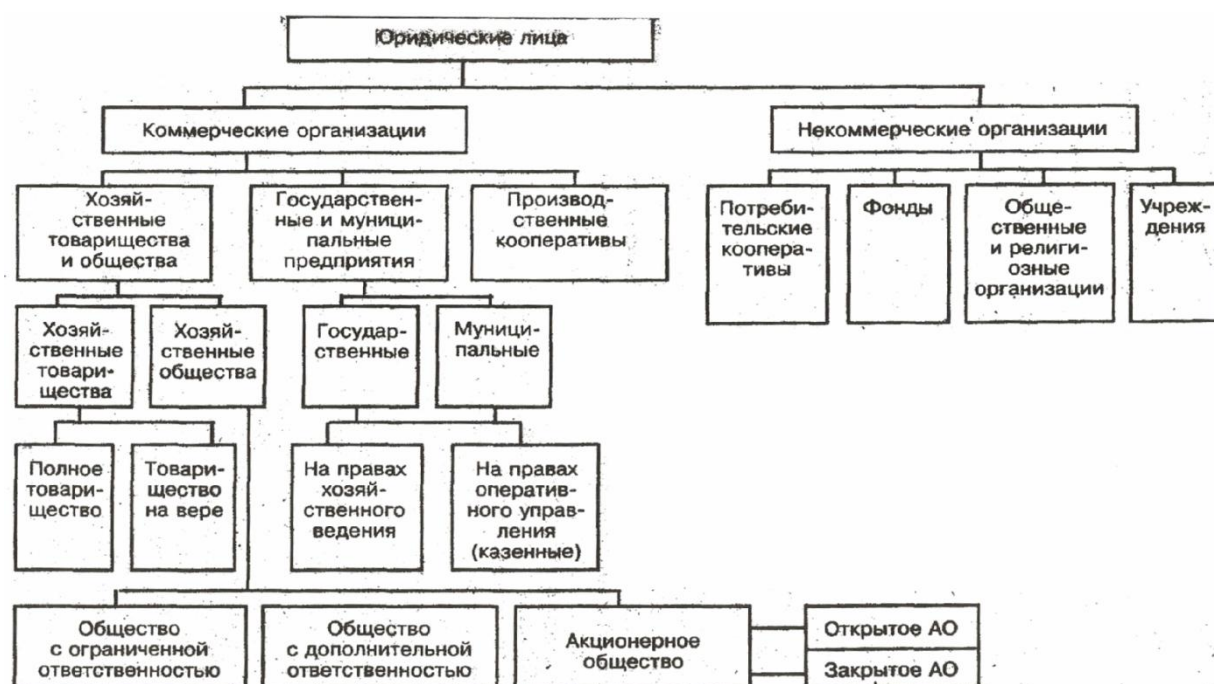 Юридические лица
Коммерческие организации
Некоммерческие организации
Хозяй-
ственные
товарищества
и общества
Государствен-
ные и муници-
пальные
предприятия
Производ-
ственные
кооперативы
Потреби-
тельские
коопера-
тивы
Фонды
Обще-
ственные
и религи-
озные
организации
Учреж-
дения
Хозяй-
ственные
товари-
щества
Хозяй-
ственные
общества
Государ-
ственные
Муници-
пальные
Полное
товари-
щество
Товари-
щество
на вере
На правах
хозяй-
ственного
ведения
На правах
оператив-
ного управ-
ления
(казенные)
Общество
с ограниченной
ответственностью
Общество
с дополнительной
ответственностью
Акционерное
общество
Открытое АО
Закрытое АО